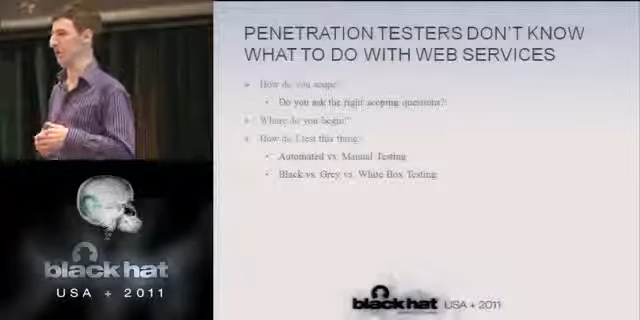 PENETRATION TESTERS DON'T KNOW
WHAT TO DO WITH WEB SERVICES
How do you scope?
Do you ask the right scoping questions?
Where do you begin?
How do I test this thing?
Automated vs. Manual Testing
Black vs. Grey vs. White Box Testing
black hat
USA + 2011
black hat USA + 2011